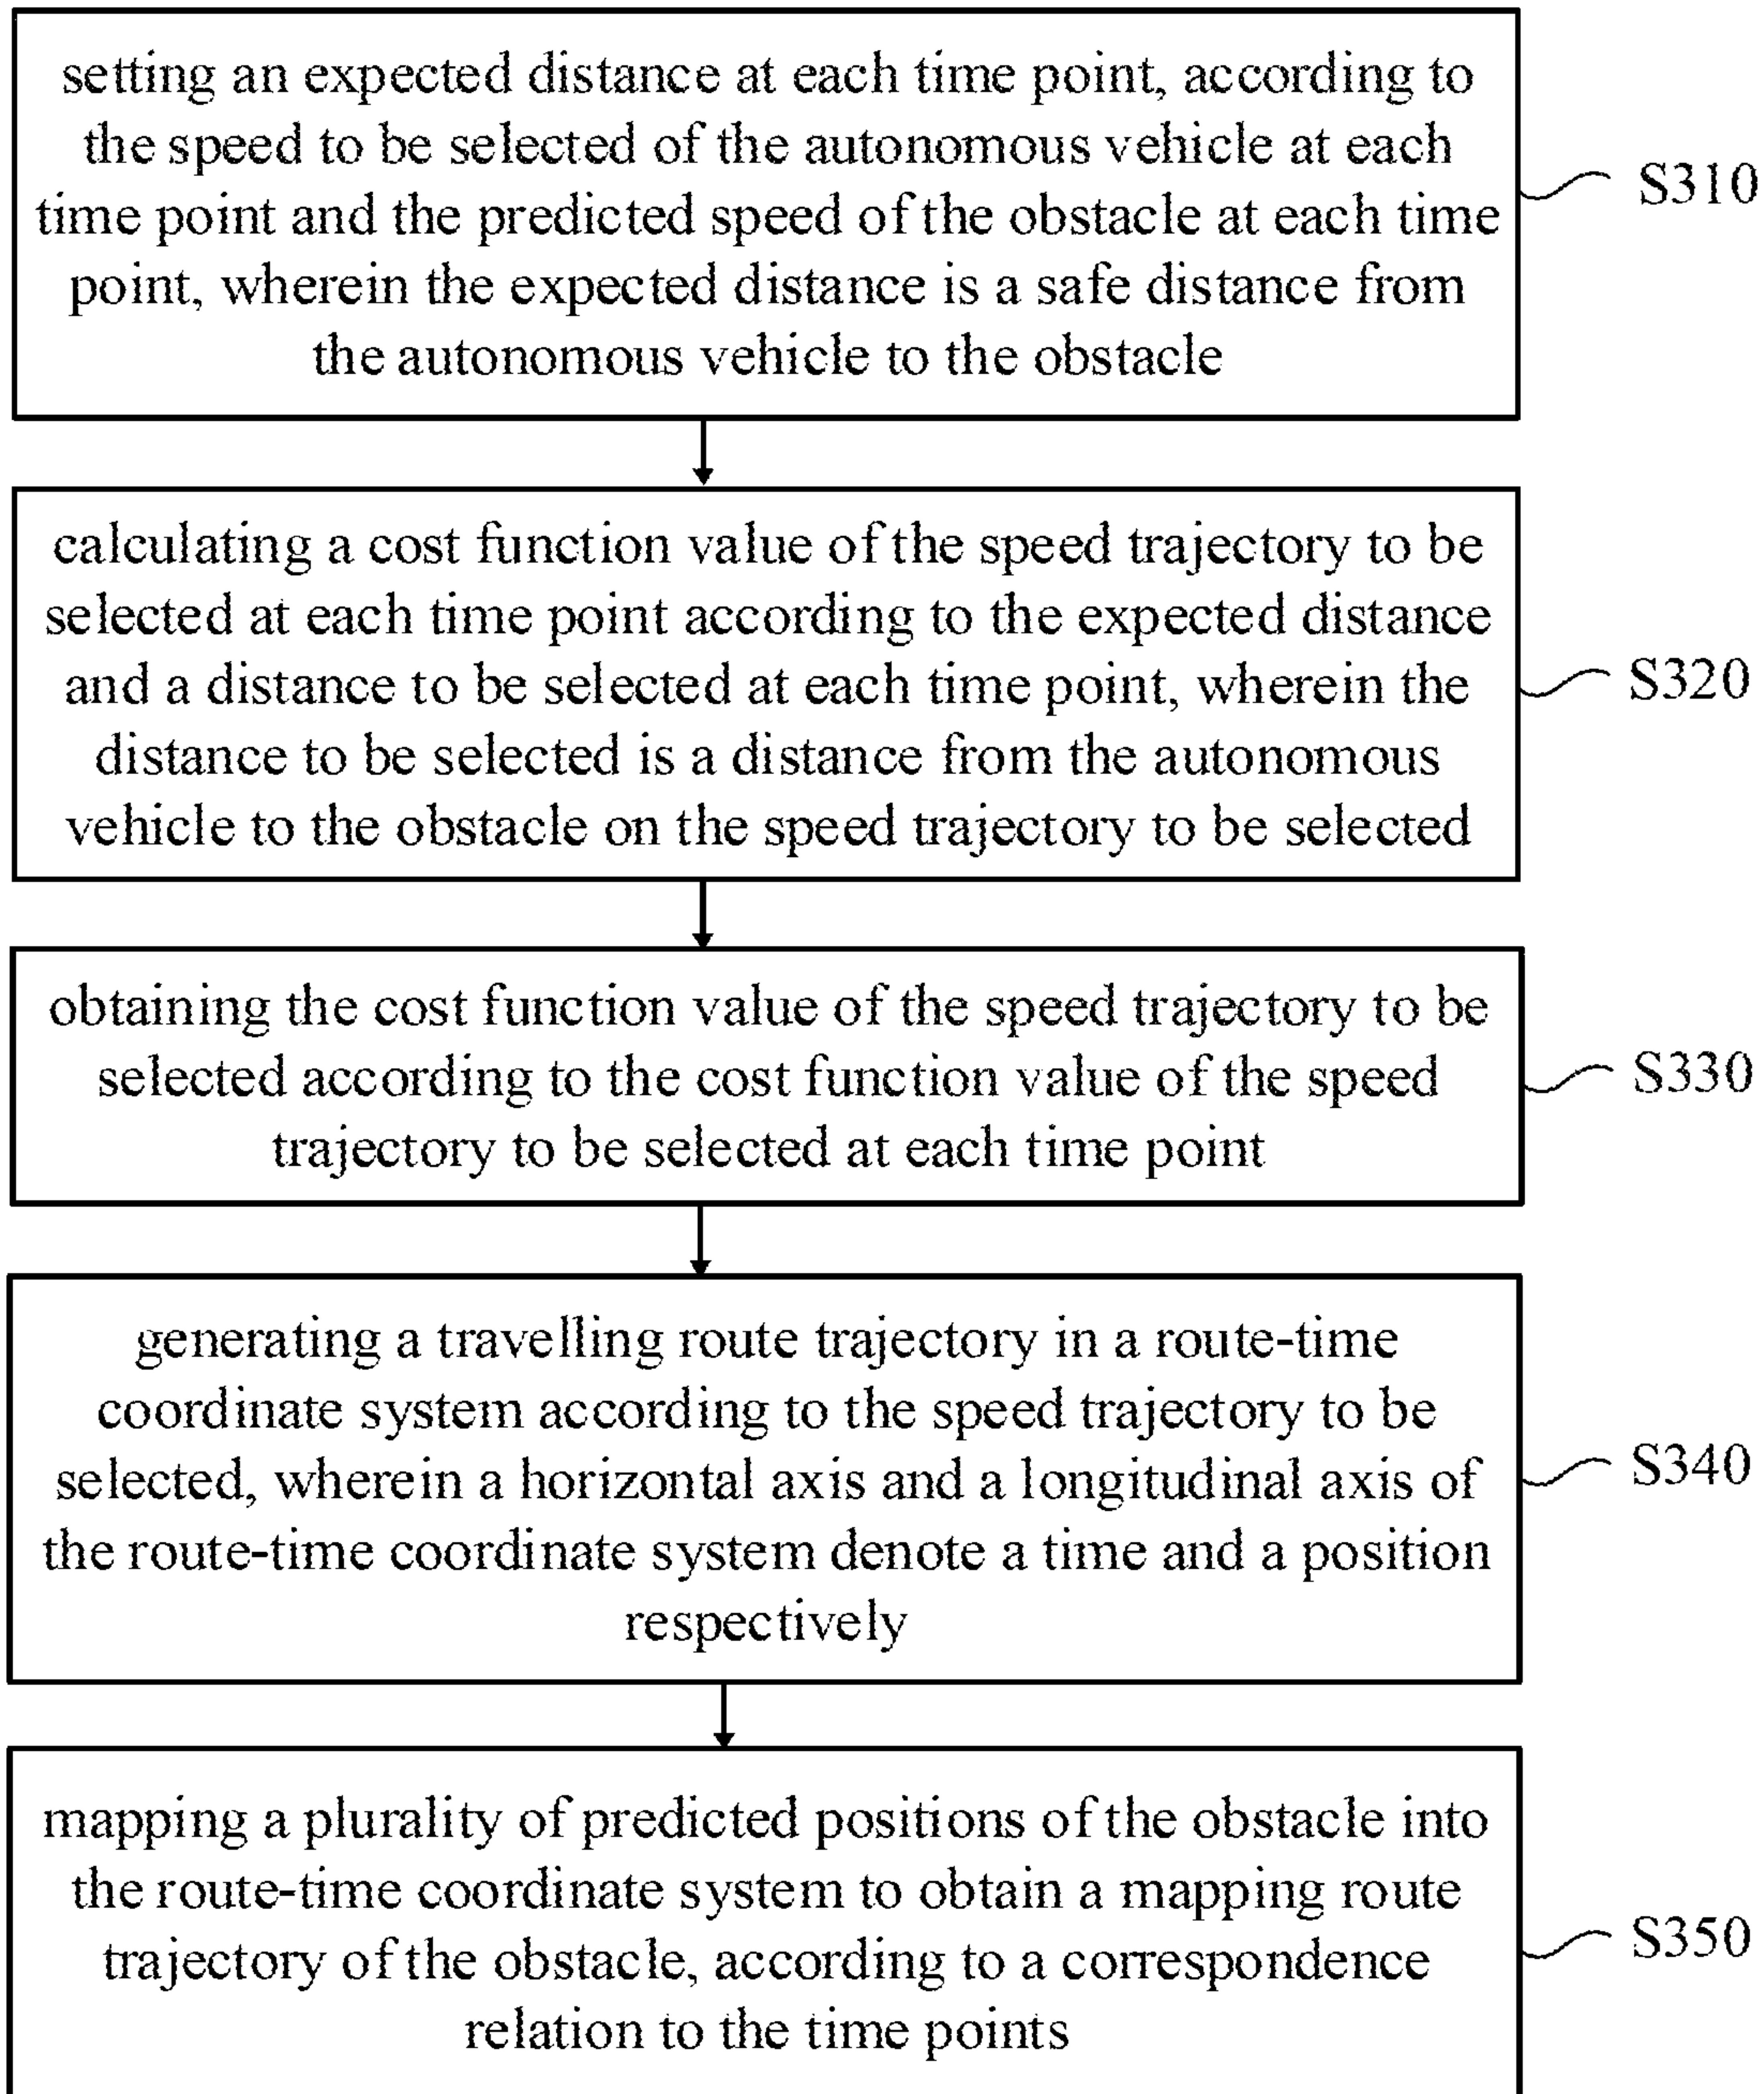 setting an expected distance at each time point, according to
the speed to be selected of the autonomous vehicle at each
time point and the predicted speed of the obstacle at each time
point, wherein the expected distance is a safe distance from
the autonomous vehicle to the obstacle
S310
calculating a cost function value of the speed trajectory to be
selected at each time point according to the expected distance
and a distance to be selected at each time point, wherein the
distance to be selected is a distance from the autonomous
vehicle to the obstacle on the speed trajectory to be selected
S320
obtaining the cost function value of the speed trajectory to be
selected according to the cost function value of the speed
trajectory to be selected at each time point
S330
generating a travelling route trajectory in a route-time
coordinate system according to the speed trajectory to be
selected, wherein a horizontal axis and a longitudinal axis of
the route-time coordinate system denote a time and a position
respectively
S340
mapping a plurality of predicted positions of the obstacle into
the route-time coordinate system to obtain a mapping route
trajectory of the obstacle, according to a correspondence
relation to the time points
S350